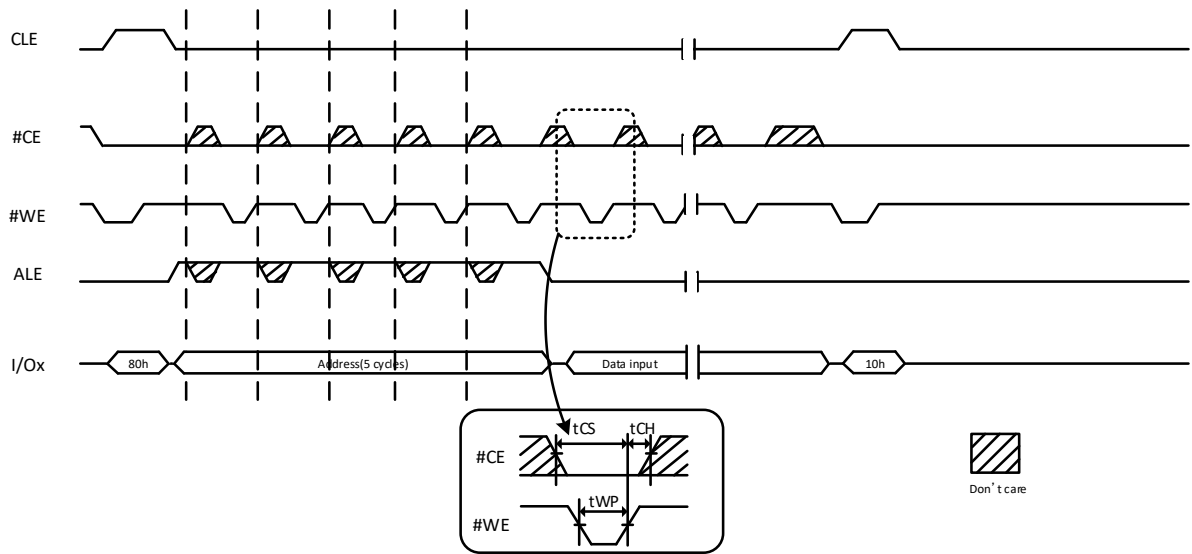 CLE
#CE
#WE
ALE
I/Ox
80h
Address(5 cycles)
Data input
10h
tCS
tCH
#CE
tWP
#WE
Don't care